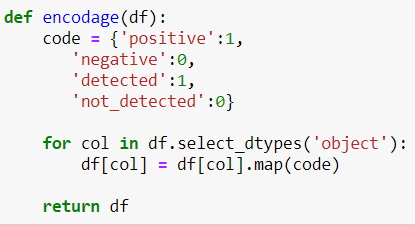 def encodage(df):
    code = {'positive':1,
       'negative':0,
       'detected':1,
       'not_detected':0}
    for col in df.select_dtypes('object'):
        df[col] = df[col].map(code)
    return df